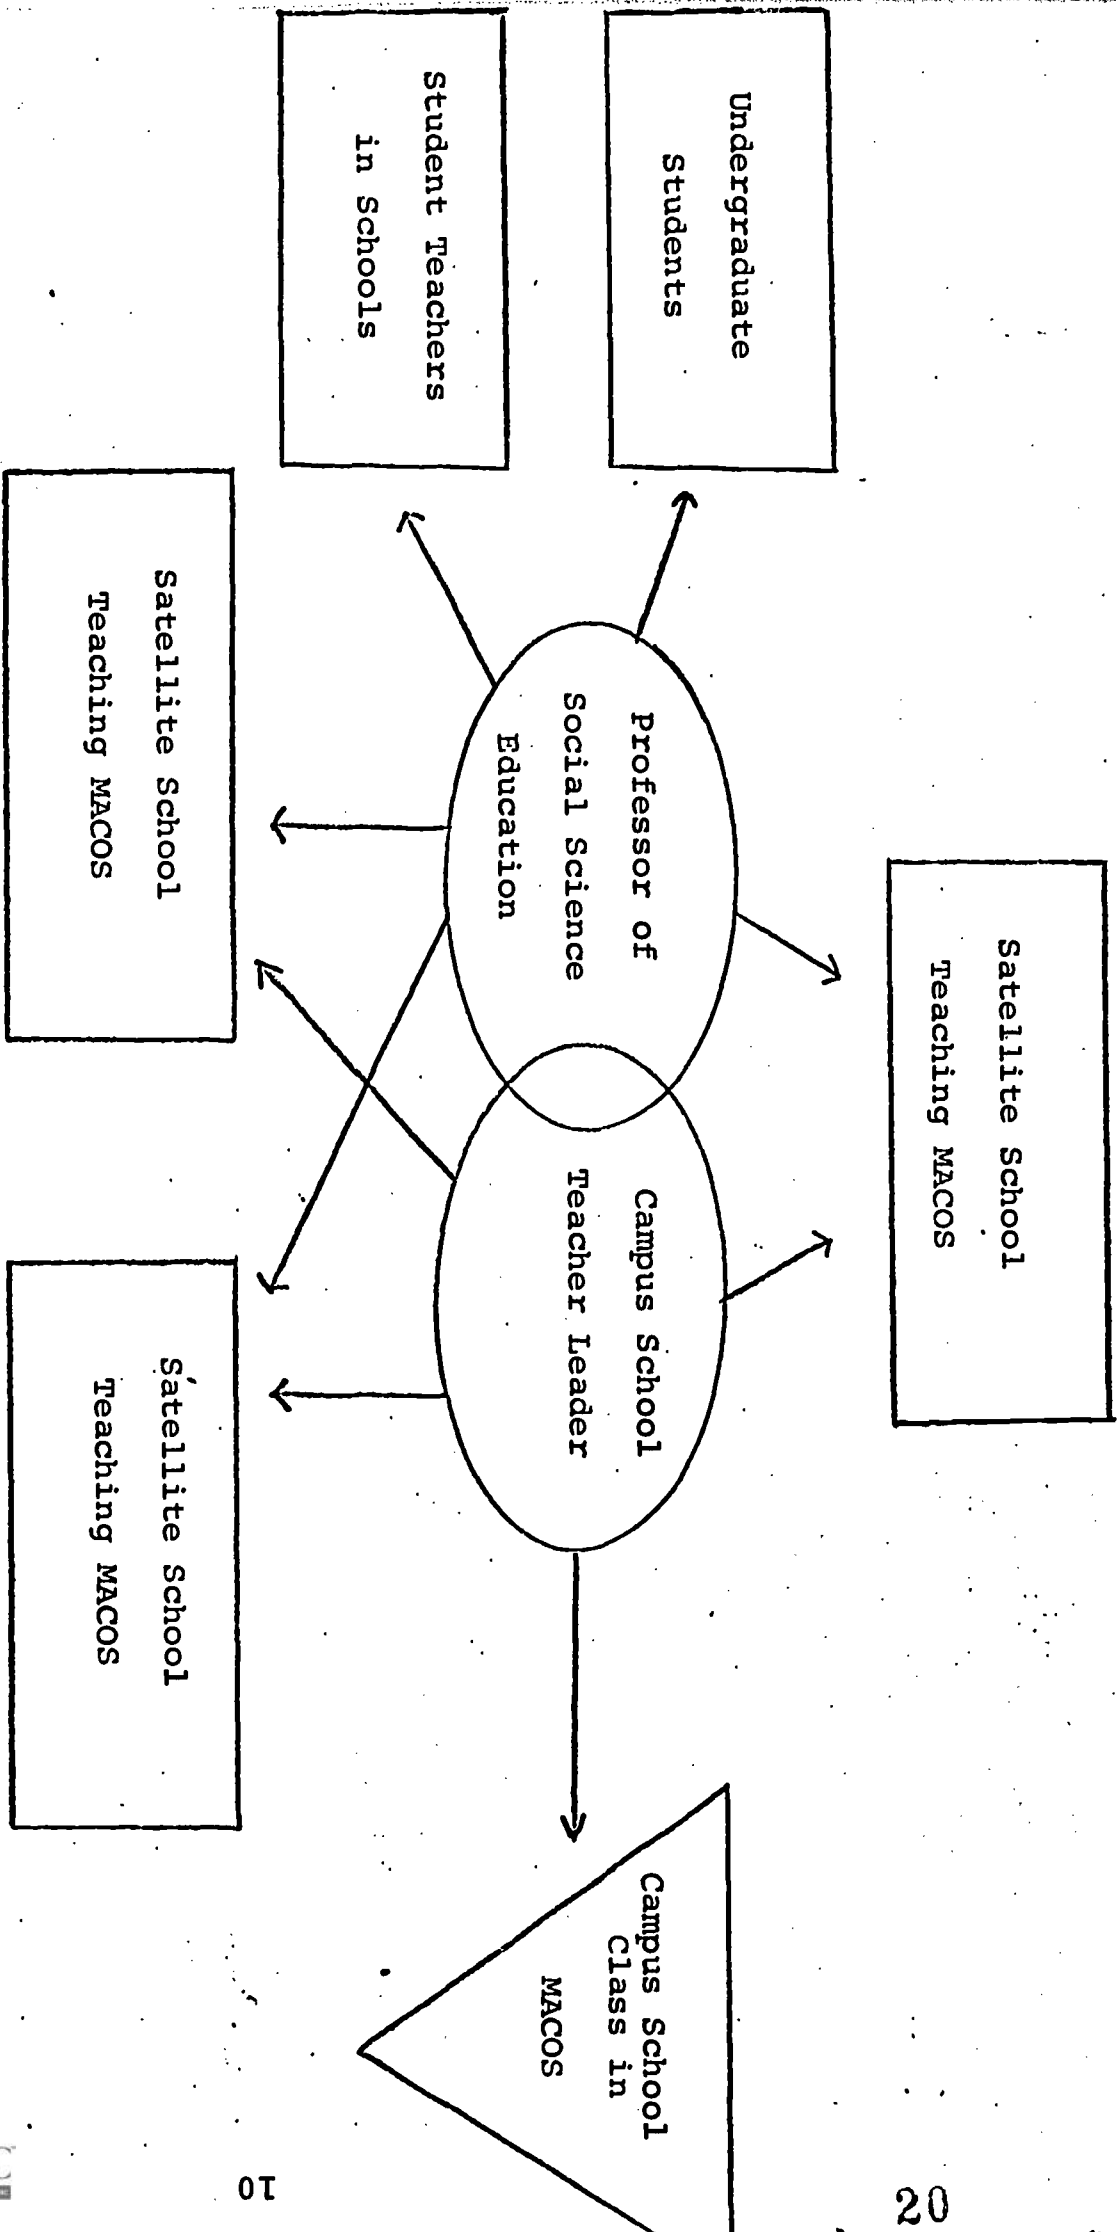 Satellite School
Teaching MACOS
Undergraduate
Students
Student Teachers
in Schools
Professor of
Social Science
Education
Campus School
Teacher Leader
Campus School
Class in
MACOS
Satellite School
Teaching MACOS
Satellite School
Teaching MACOS
10
20